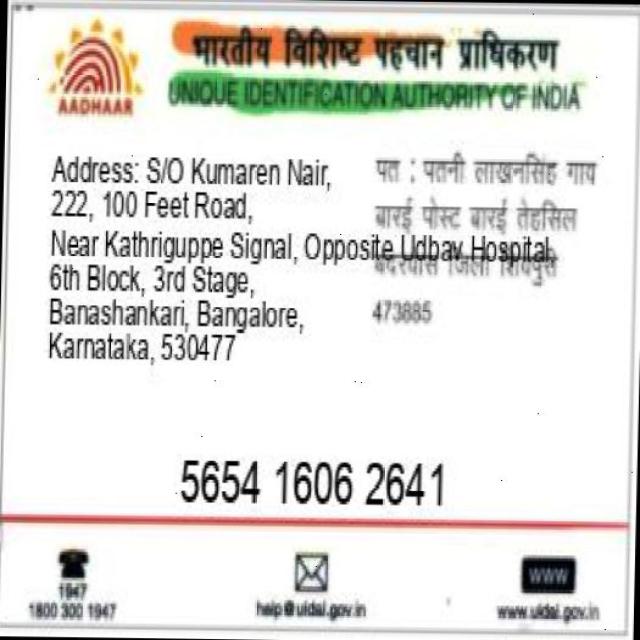 भारतीय विशिष्ट पहचान प्राधिकरण
AADHAAR
UNIQUE IDENTIFICATION AUTHORITY OF INDIA
Address: S/O Kumaren Nair,
222, 100 Feet Road,
Near Kathriguppe Signal, Opposite Udbav Hospital,
6th Block, 3rd Stage,
Banashankari, Bangalore,
Karnataka, 530477
पत : पतनी लाखनसिंह गाय
बारई पोस्ट बारई तेहसिल
बदरवास जिला शिवपुरी
473885
5654 1606 2641
1947
1800 300 1947
help@uidai.gov.in
www
www.uidai.gov.in